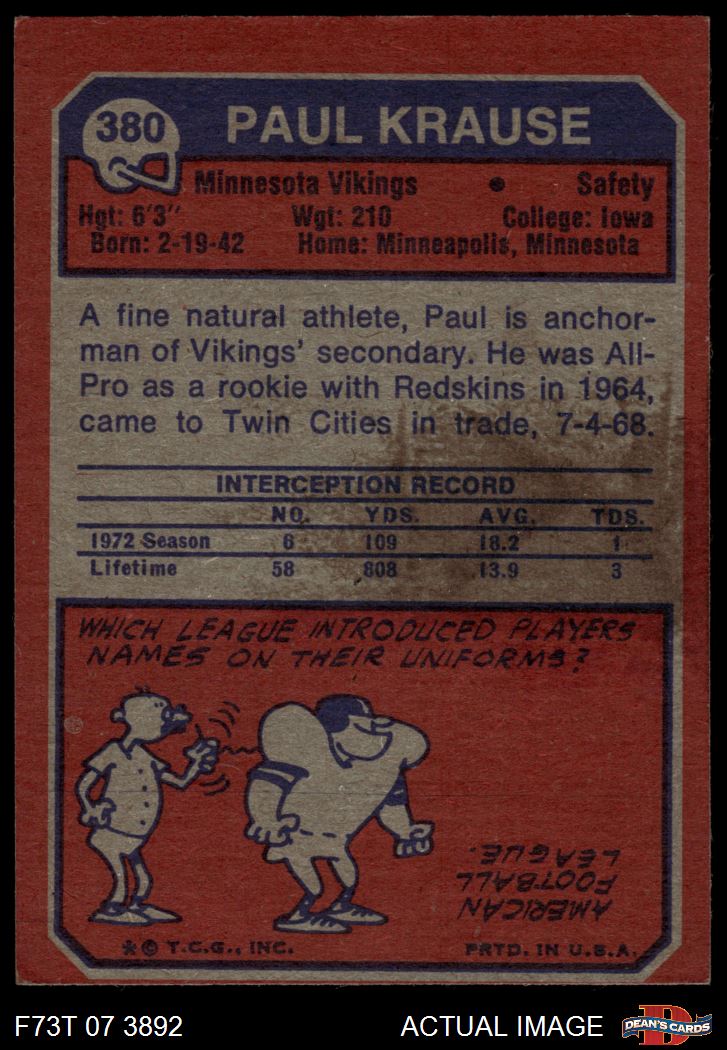 380
PAUL KRAUSE
Minnesota Vikings • Safety
Hgt: 6'3" Wgt: 210 College: Iowa
Born: 2-19-42 Home: Minneapolis, Minnesota
A fine natural athlete, Paul is anchor-
man of Vikings' secondary. He was All-
Pro as a rookie with Redskins in 1964,
came to Twin Cities in trade, 7-4-68.
INTERCEPTION RECORD
NO. YDS. AVG. TDS.
1972 Season 6 109 18.2 1
Lifetime 58 808 13.9 3
WHICH LEAGUE INTRODUCED PLAYERS
NAMES ON THEIR UNIFORMS?
AMERICAN
FOOTBALL
LEAGUE.
* © T.C.G., INC. PRTD. IN U.S.A.
F73T 07 3892 ACTUAL IMAGE
D
DEAN'S CARDS